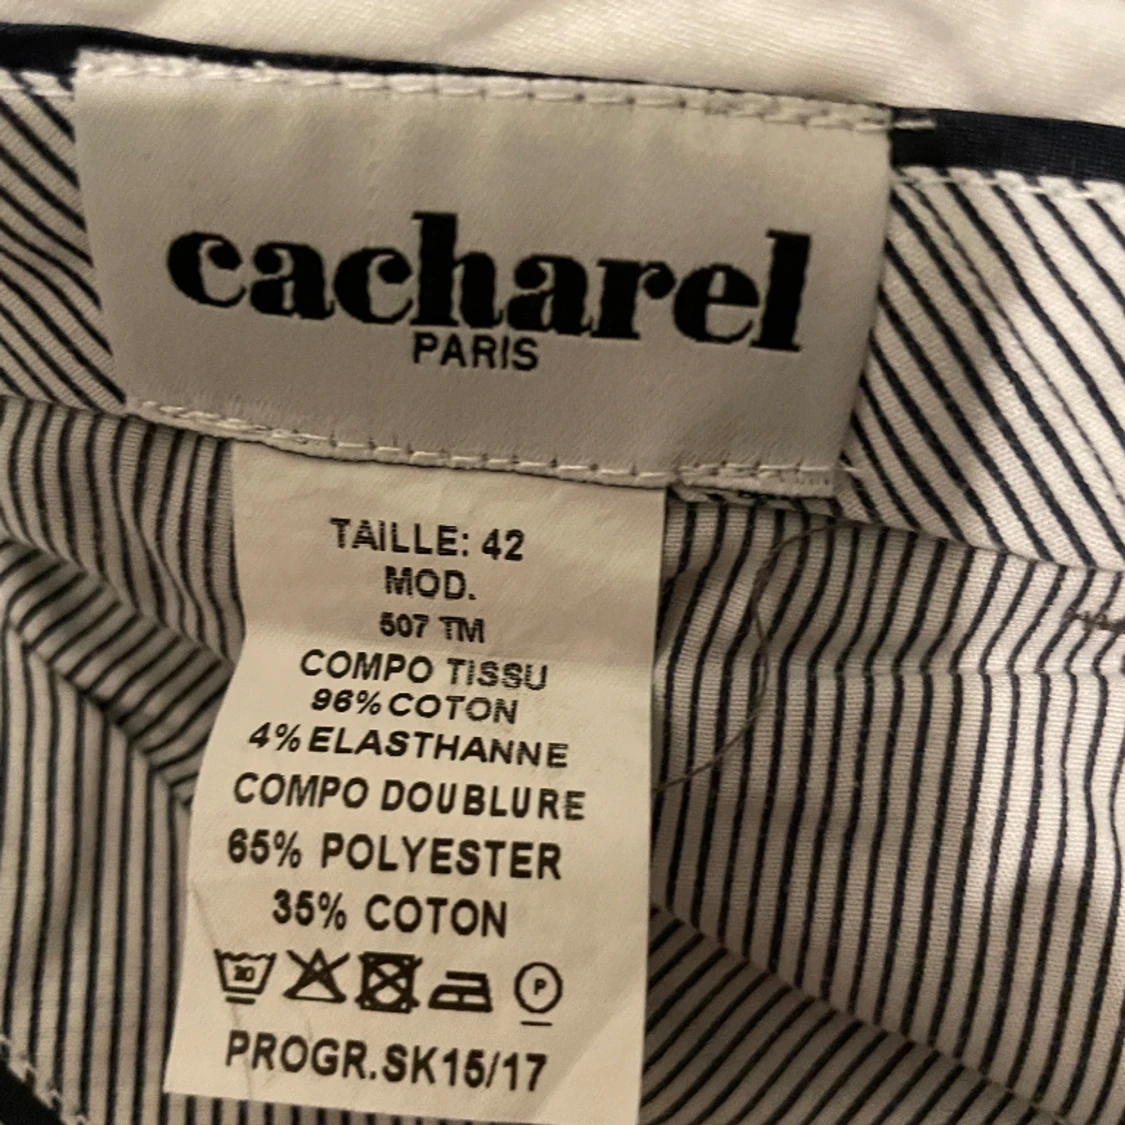 cacharel
PARIS
TAILLE: 42
MOD.
507 TM
COMPO TISSU
96% COTON
4% ELASTHANNE
COMPO DOUBLURE
65% POLYESTER
35% COTON
30 P
PROGR.SK15/17